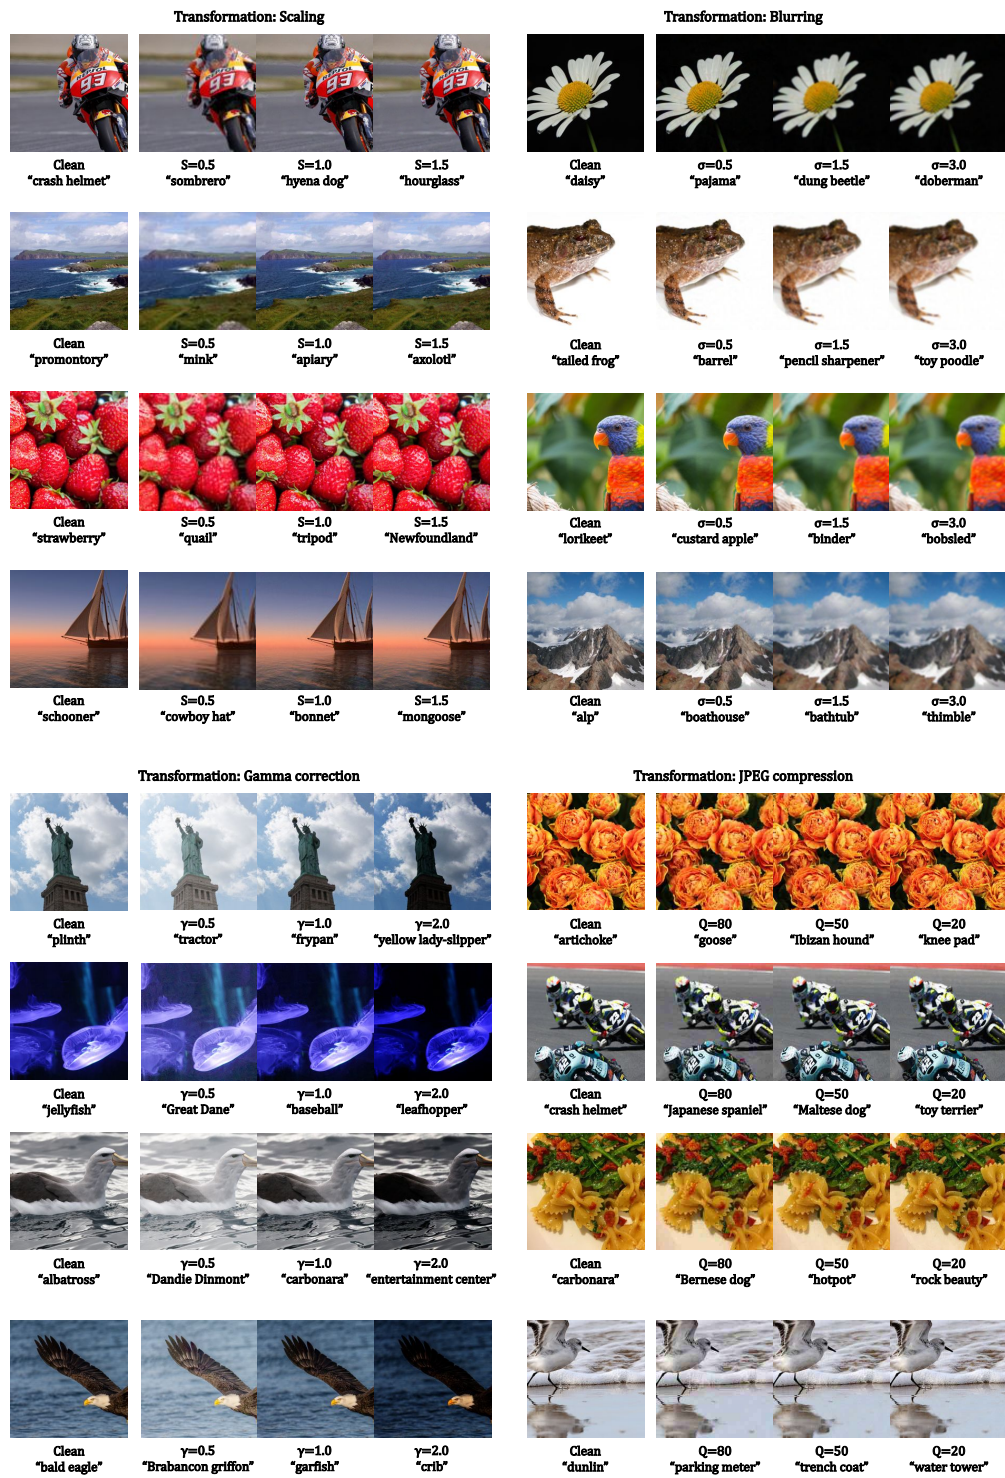 Transformation: Scaling
Clean S=0.5 S=1.0 S=1.5
“crash helmet” “sombrero” “hyena dog” “hourglass”
Clean S=0.5 S=1.0 S=1.5
“promontory” “mink” “apiary” “axolotl”
Clean S=0.5 S=1.0 S=1.5
“strawberry” “quail” “tripod” “Newfoundland”
Clean S=0.5 S=1.0 S=1.5
“schooner” “cowboy hat” “bonnet” “mongoose”
Transformation: Blurring
Clean σ=0.5 σ=1.5 σ=3.0
“daisy” “pajama” “dung beetle” “doberman”
Clean σ=0.5 σ=1.5 σ=3.0
“tailed frog” “barrel” “pencil sharpener” “toy poodle”
Clean σ=0.5 σ=1.5 σ=3.0
“lorikeet” “custard apple” “binder” “bobsled”
Clean σ=0.5 σ=1.5 σ=3.0
“alp” “boathouse” “bathtub” “thimble”
Transformation: Gamma correction
Clean γ=0.5 γ=1.0 γ=2.0
“plinth” “tractor” “frypan” “yellow lady-slipper”
Clean γ=0.5 γ=1.0 γ=2.0
“jellyfish” “Great Dane” “baseball” “leafhopper”
Clean γ=0.5 γ=1.0 γ=2.0
“albatross” “Dandie Dinmont” “carbonara” “entertainment center”
Clean γ=0.5 γ=1.0 γ=2.0
“bald eagle” “Brabancon griffon” “garfish” “crib”
Transformation: JPEG compression
Clean Q=80 Q=50 Q=20
“artichoke” “goose” “Ibizan hound” “knee pad”
Clean Q=80 Q=50 Q=20
“crash helmet” “Japanese spaniel” “Maltese dog” “toy terrier”
Clean Q=80 Q=50 Q=20
“carbonara” “Bernese dog” “hotpot” “rock beauty”
Clean Q=80 Q=50 Q=20
“dunlin” “parking meter” “trench coat” “water tower”